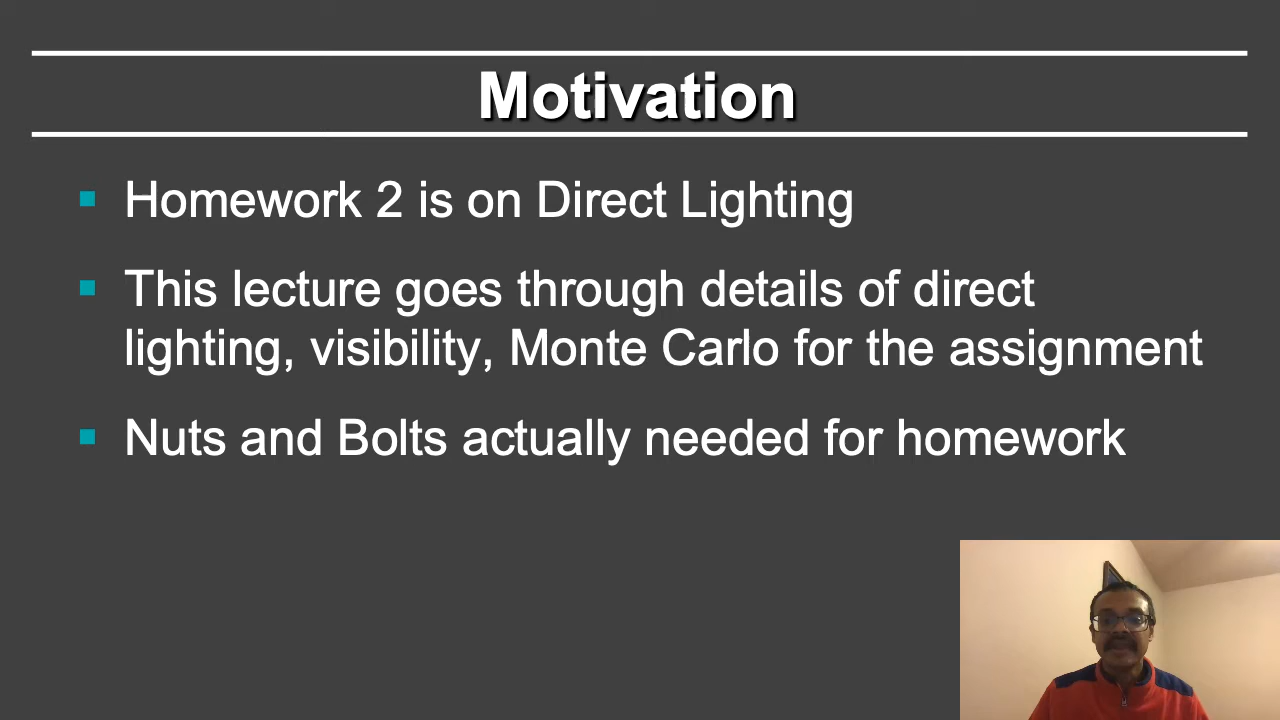 Motivation
Homework 2 is on Direct Lighting
This lecture goes through details of direct
lighting, visibility, Monte Carlo for the assignment
Nuts and Bolts actually needed for homework